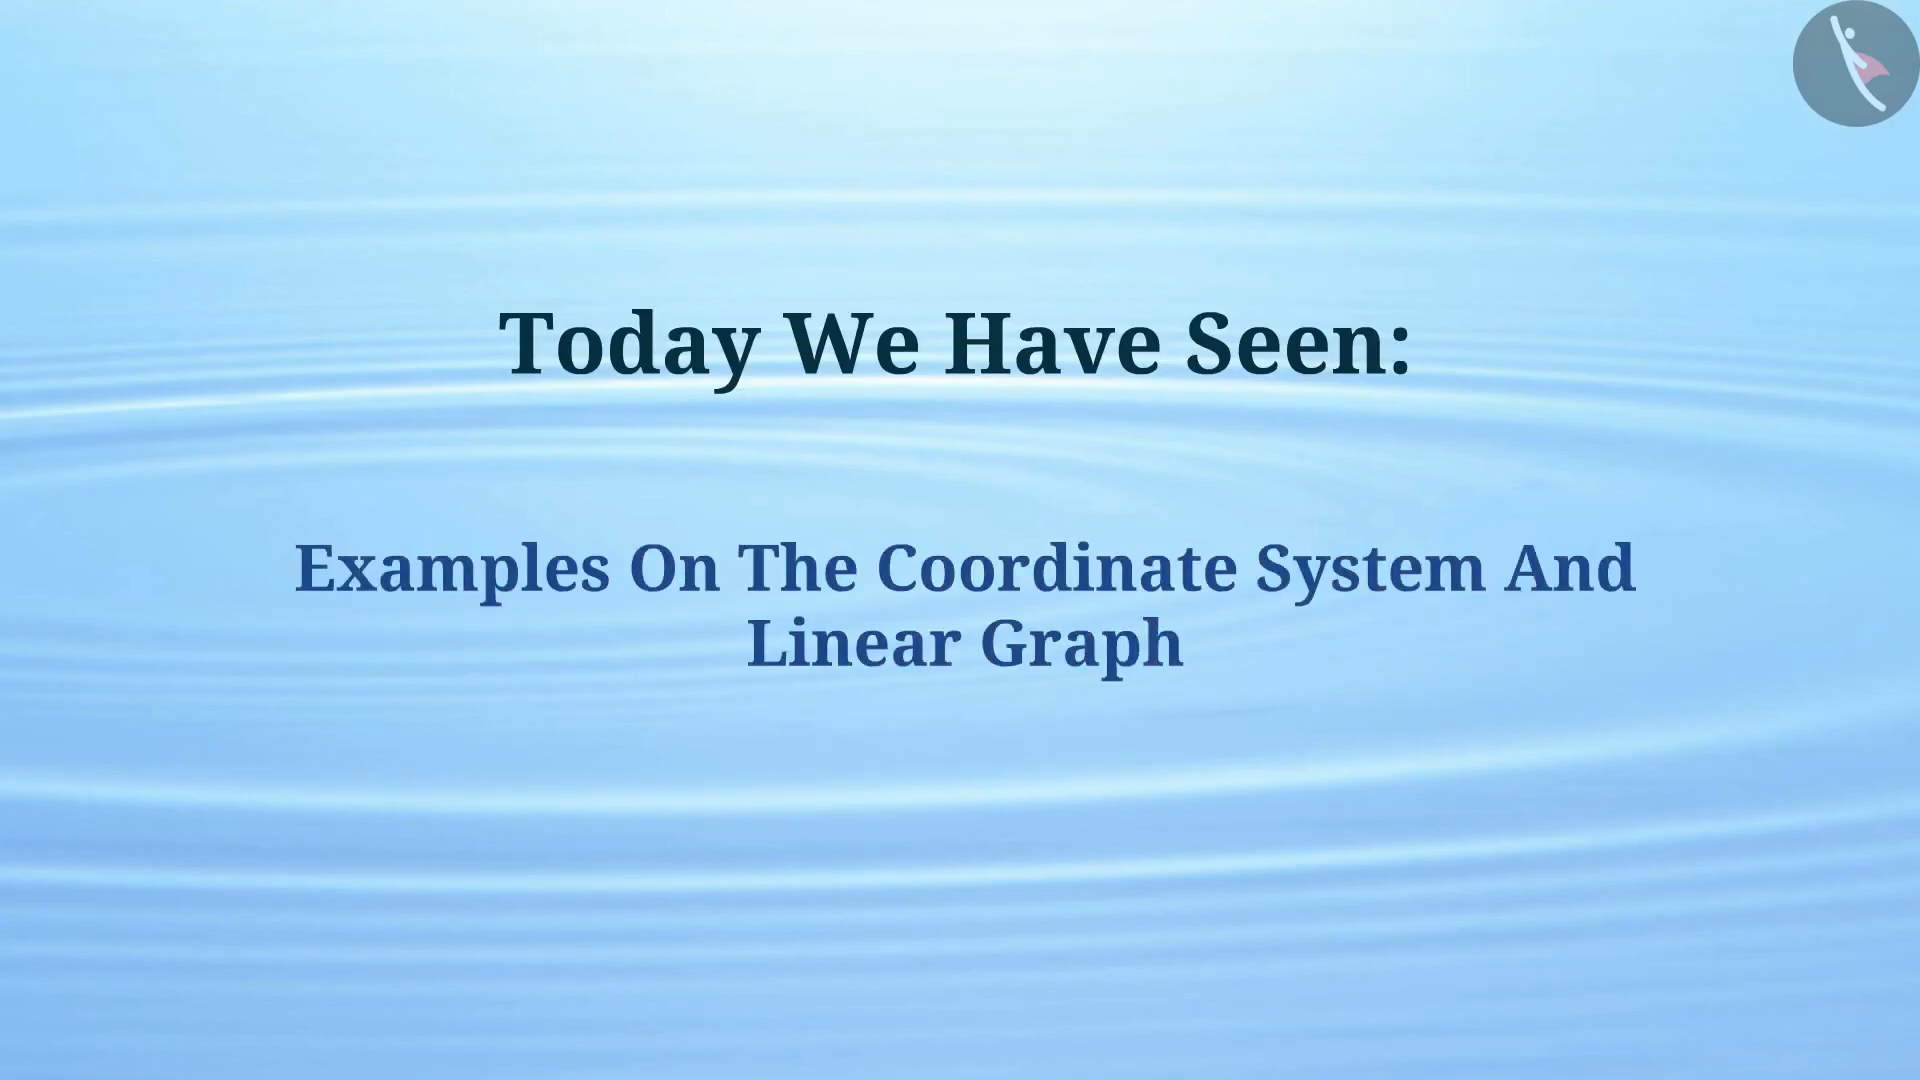 Today We Have Seen:
Examples On The Coordinate System And
Linear Graph